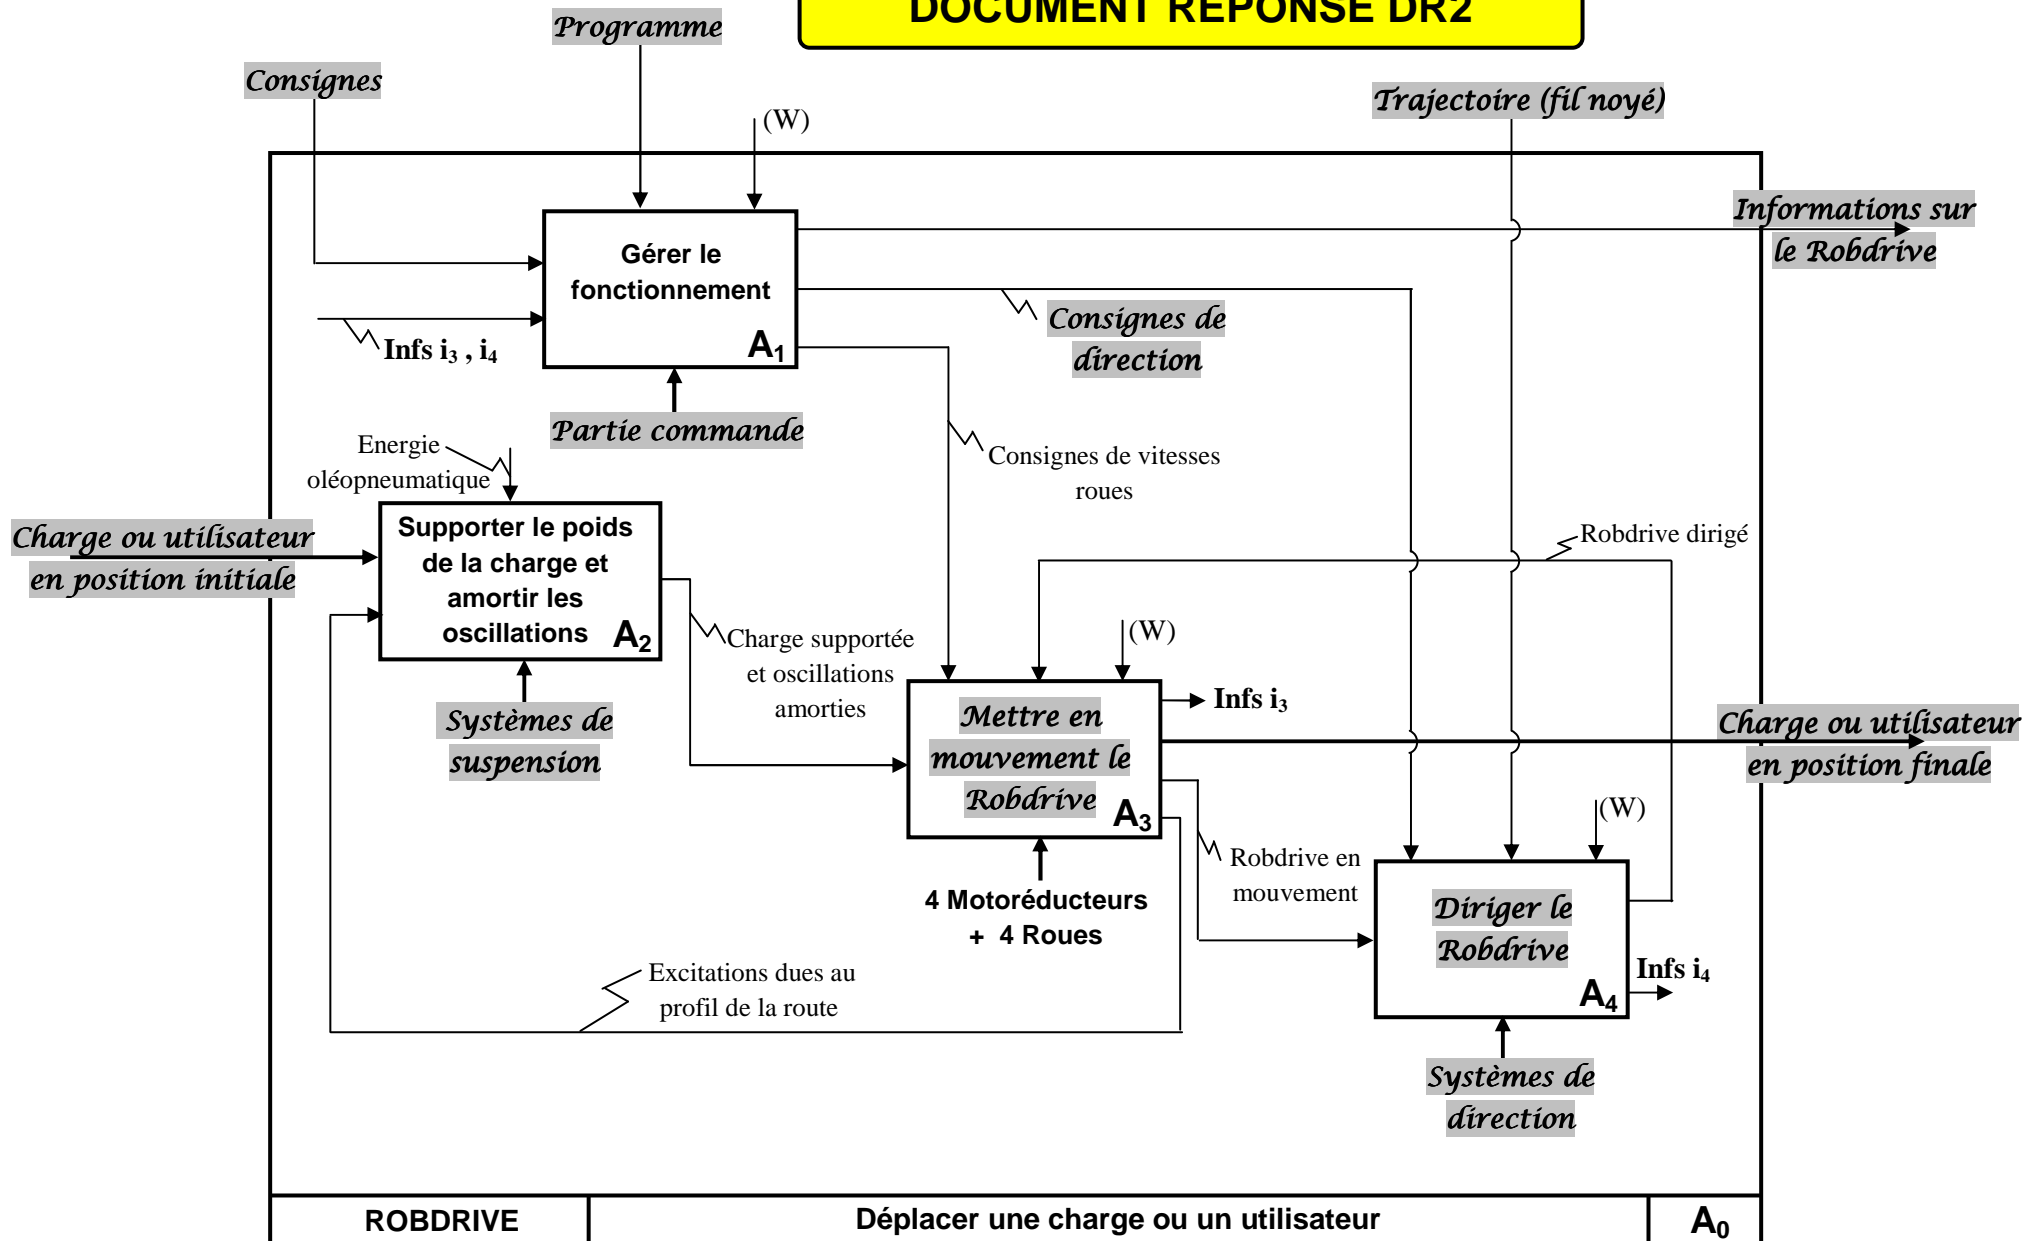 DOCUMENT REPONSE DR2
Programme
Consignes
(W)
Trajectoire (fil noyé)
Informations sur
le Robdrive
Gérer le
fonctionnement
A1
Infs i3 , i4
Consignes de
direction
Partie commande
Consignes de vitesses
roues
Energie
oléopneumatique
Charge ou utilisateur
en position initiale
Supporter le poids
de la charge et
amortir les
oscillations
A2
Robdrive dirigé
Charge supportée
et oscillations
amorties
(W)
Systèmes de
suspension
Mettre en
mouvement le
Robdrive
A3
Infs i3
Charge ou utilisateur
en position finale
(W)
4 Motoréducteurs
+ 4 Roues
Robdrive en
mouvement
Diriger le
Robdrive
A4
Infs i4
Excitations dues au
profil de la route
Systèmes de
direction
ROBDRIVE
Déplacer une charge ou un utilisateur
A0